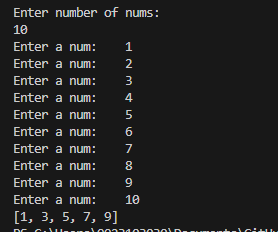 Enter number of nums:
10
Enter a num: 1
Enter a num: 2
Enter a num: 3
Enter a num: 4
Enter a num: 5
Enter a num: 6
Enter a num: 7
Enter a num: 8
Enter a num: 9
Enter a num: 10
[1, 3, 5, 7, 9]